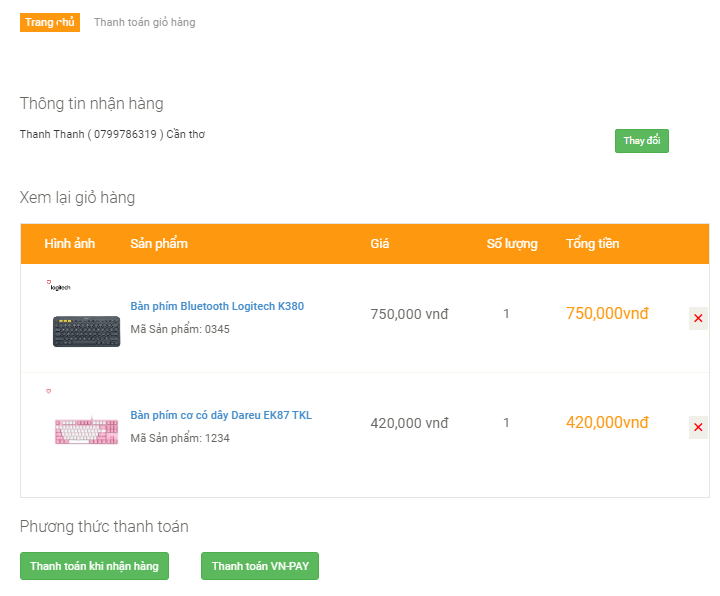 Trang chủ Thanh toán giỏ hàng
Thông tin nhận hàng
Thanh Thanh ( 0799786319 ) Cần thơ
Thay đổi
Xem lại giỏ hàng
Hình ảnh Sản phẩm Giá Số lượng Tổng tiền
logitech
Bàn phím Bluetooth Logitech K380
Mã Sản phẩm: 0345
750,000 vnđ 1 750,000vnđ ✕
Bàn phím cơ có dây Dareu EK87 TKL
Mã Sản phẩm: 1234
420,000 vnđ 1 420,000vnđ ✕
Phương thức thanh toán
Thanh toán khi nhận hàng Thanh toán VN-PAY